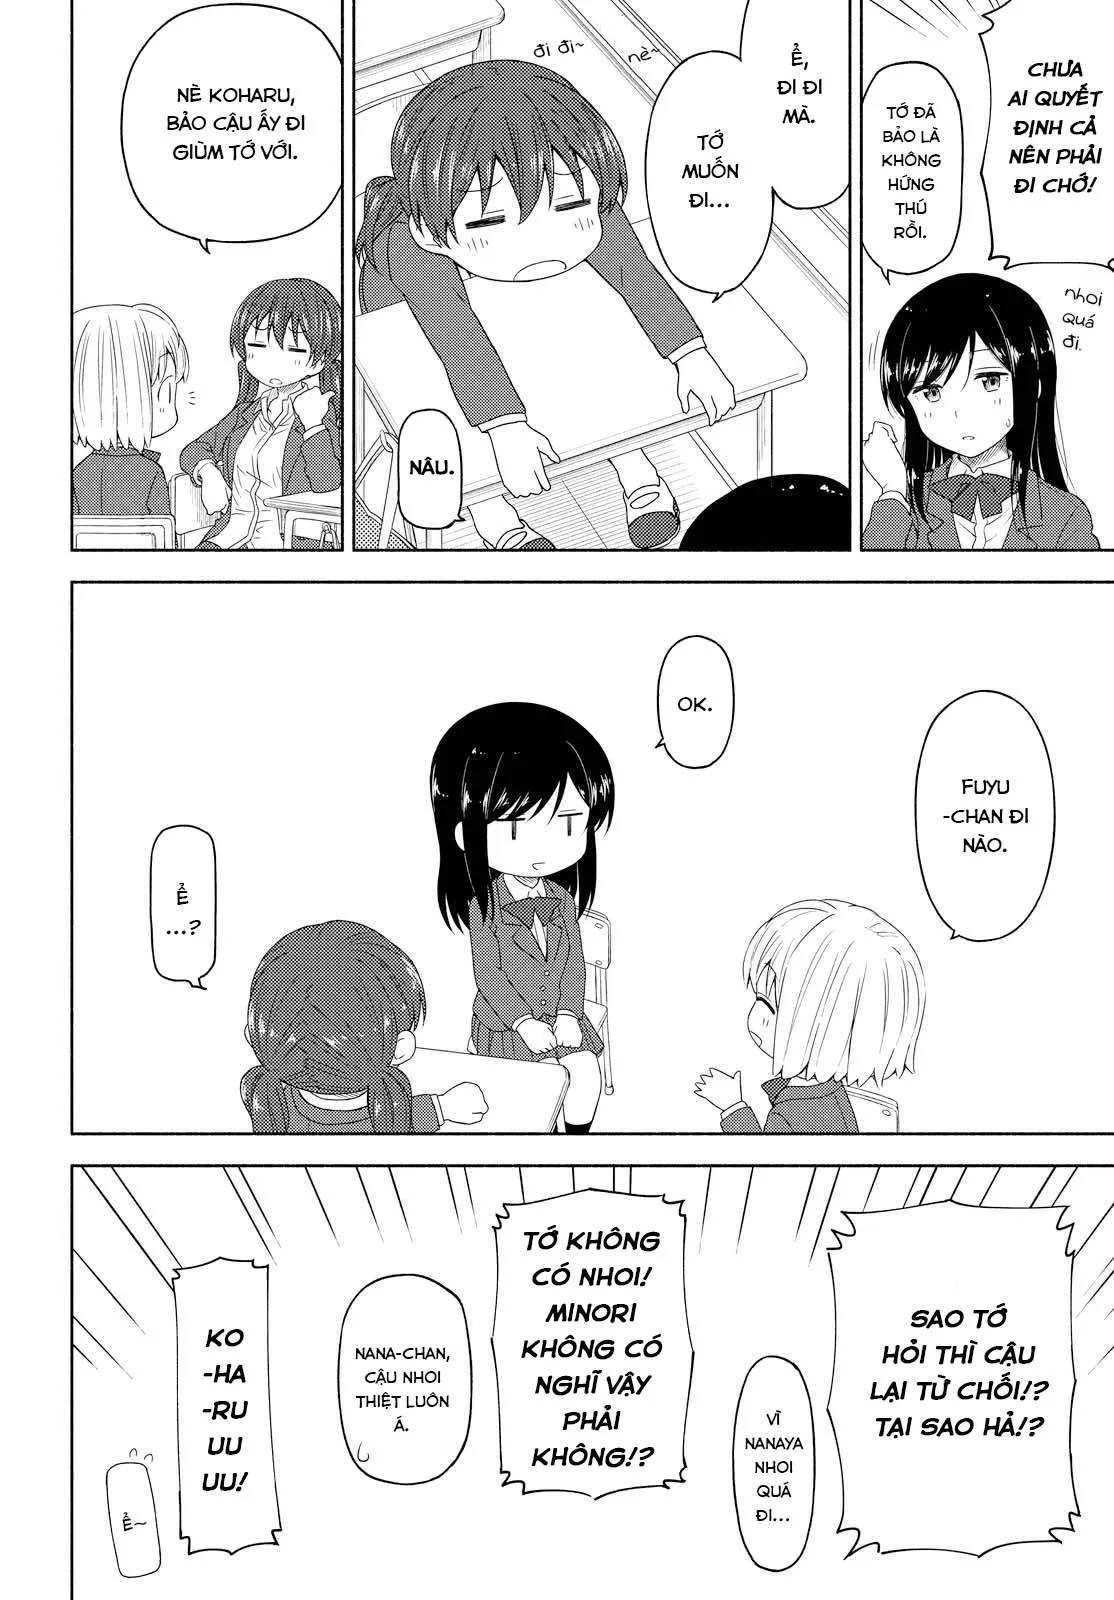 CHƯA
AI QUYẾT
ĐỊNH CẢ
NÊN PHẢI
ĐI CHỚ!
TỚ ĐÃ
BẢO LÀ
KHÔNG
HỨNG
THÚ
RỒI.
nhoi
quá
đi.
Ể,
ĐI ĐI
MÀ.
TỚ
MUỐN
ĐI...
nè~
đi đi~
NÂU.
NÈ KOHARU,
BẢO CẬU ẤY ĐI
GIÙM TỚ VỚI.
FUYU
-CHAN ĐI
NÀO.
OK.
Ể
...?
SAO TỚ
HỎI THÌ CẬU
LẠI TỪ CHỐI!?
TẠI SAO HẢ!?
VÌ
NANAYA
NHOI
QUÁ
ĐI...
TỚ KHÔNG
CÓ NHOI!
MINORI
KHÔNG CÓ
NGHĨ VẬY
PHẢI
KHÔNG!?
NANA-CHAN,
CẬU NHOI
THIỆT LUÔN
Á.
KO
-HA
-RU
UU
UU!
Ể~